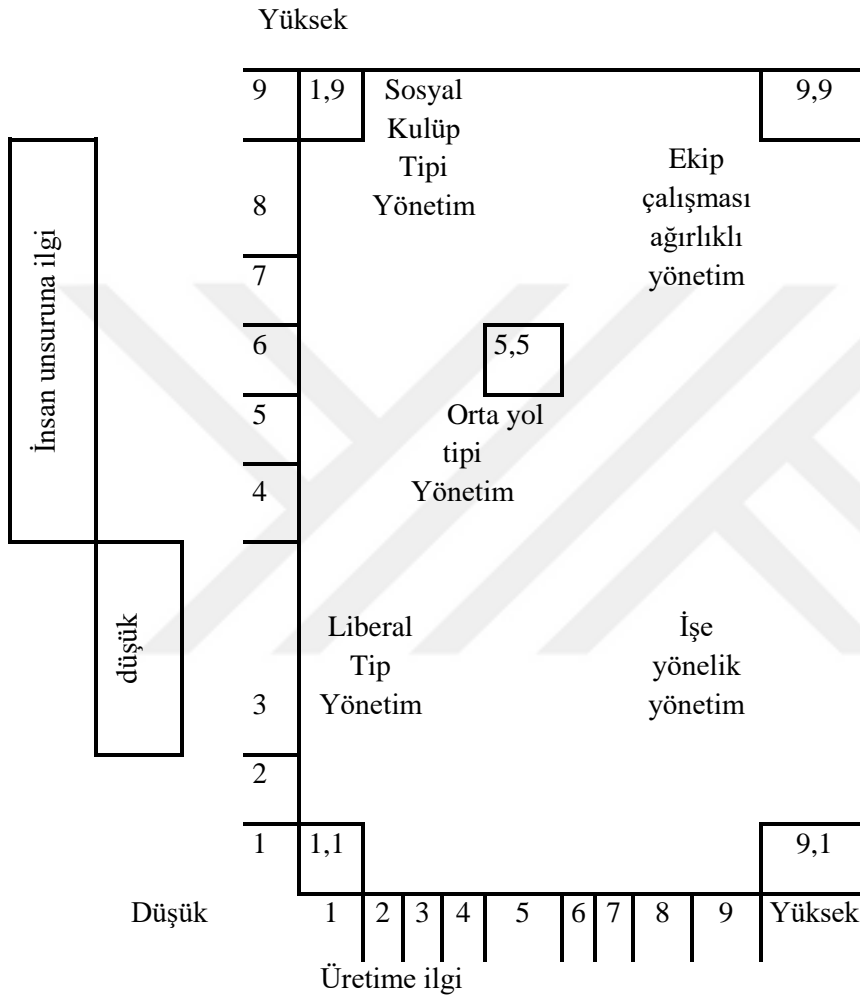 Yüksek
9 1,9 Sosyal 9,9
Kulüp
Tipi Ekip
8 Yönetim çalışması
ağırlıklı
7 yönetim
İnsan unsuruna ilgi
6 5,5
5 Orta yol
tipi
4 Yönetim
düşük
Liberal İşe
Tip yönelik
3 Yönetim yönetim
2
1 1,1 9,1
Düşük 1 2 3 4 5 6 7 8 9 Yüksek
Üretime ilgi